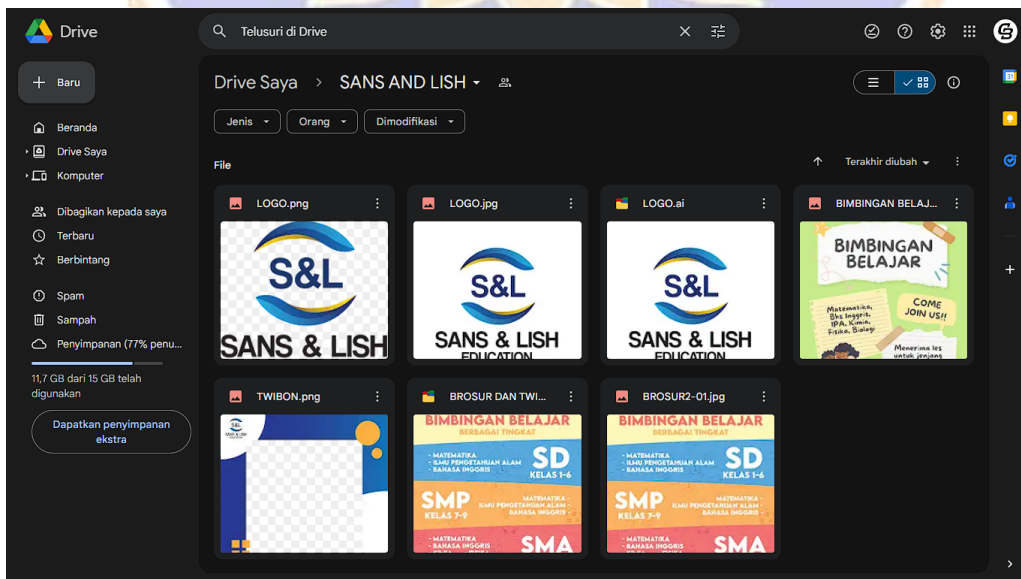 Drive
Telusuri di Drive
Baru
Drive Saya
SANS AND LISH
Jenis
Orang
Dimodifikasi
Beranda
Drive Saya
Komputer
Dibagikan kepada saya
Terbaru
Berbintang
Spam
Sampah
Penyimpanan (77% penu...
11,7 GB dari 15 GB telah
digunakan
Dapatkan penyimpanan
ekstra
File
Terakhir diubah
LOGO.png
S&L
SANS & LISH
LOGO.jpg
S&L
SANS & LISH
EDUCATION
LOGO.ai
S&L
SANS & LISH
EDUCATION
BIMBINGAN BELAJ...
BIMBINGAN
BELAJAR
Matematika,
Bhs Inggris,
IPA, Kimia,
Fisika, Biologi
COME
JOIN US!!
Menerima les
untuk jenjang
TWIBON.png
S&L
SANS & LISH
BROSUR DAN TWI...
BIMBINGAN BELAJAR
BERBAGAI TINGKAT
- MATEMATIKA
- ILMU PENGETAHUAN ALAM
- BAHASA INGGRIS
SD
KELAS 1-6
SMP
KELAS 7-9
MATEMATIKA -
ILMU PENGETAHUAN ALAM -
BAHASA INGGRIS -
- MATEMATIKA
- BAHASA INGGRIS
SMA
BROSUR2-01.jpg
BIMBINGAN BELAJAR
BERBAGAI TINGKAT
- MATEMATIKA
- ILMU PENGETAHUAN ALAM
- BAHASA INGGRIS
SD
KELAS 1-6
SMP
KELAS 7-9
MATEMATIKA -
ILMU PENGETAHUAN ALAM -
BAHASA INGGRIS -
- MATEMATIKA
- BAHASA INGGRIS
SMA